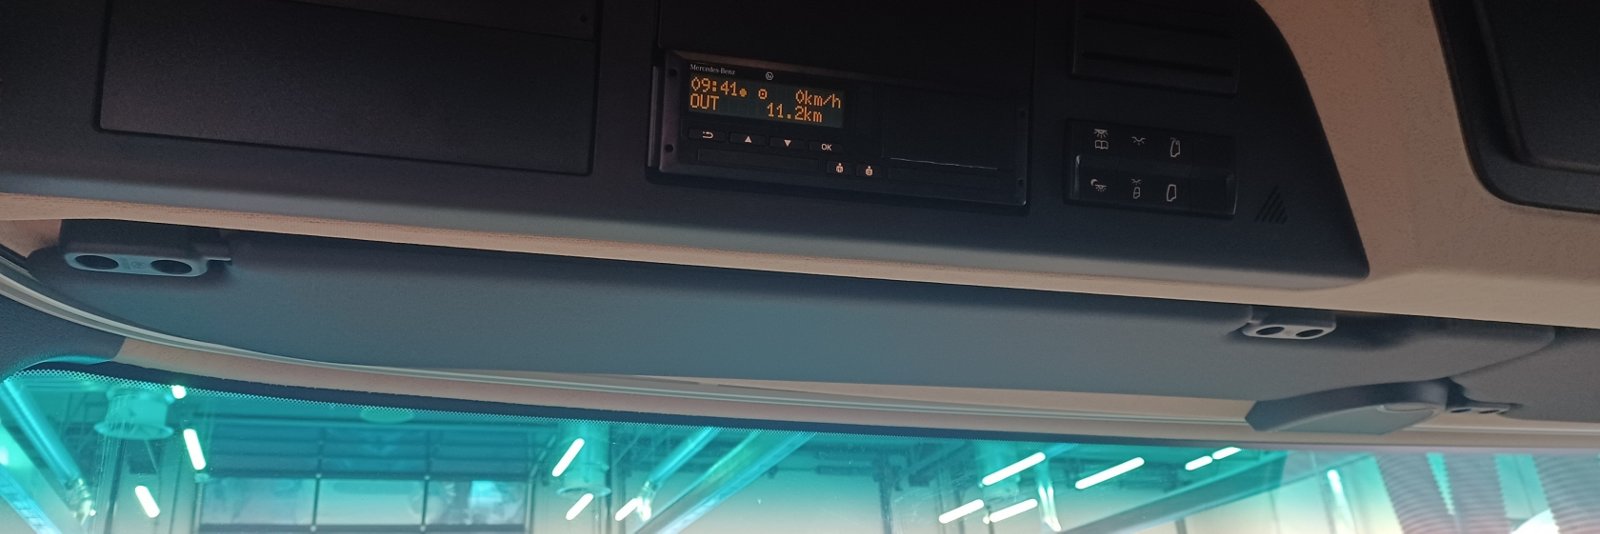 Mercedes-Benz
09:41 0km/h
OUT 11.2km
OK